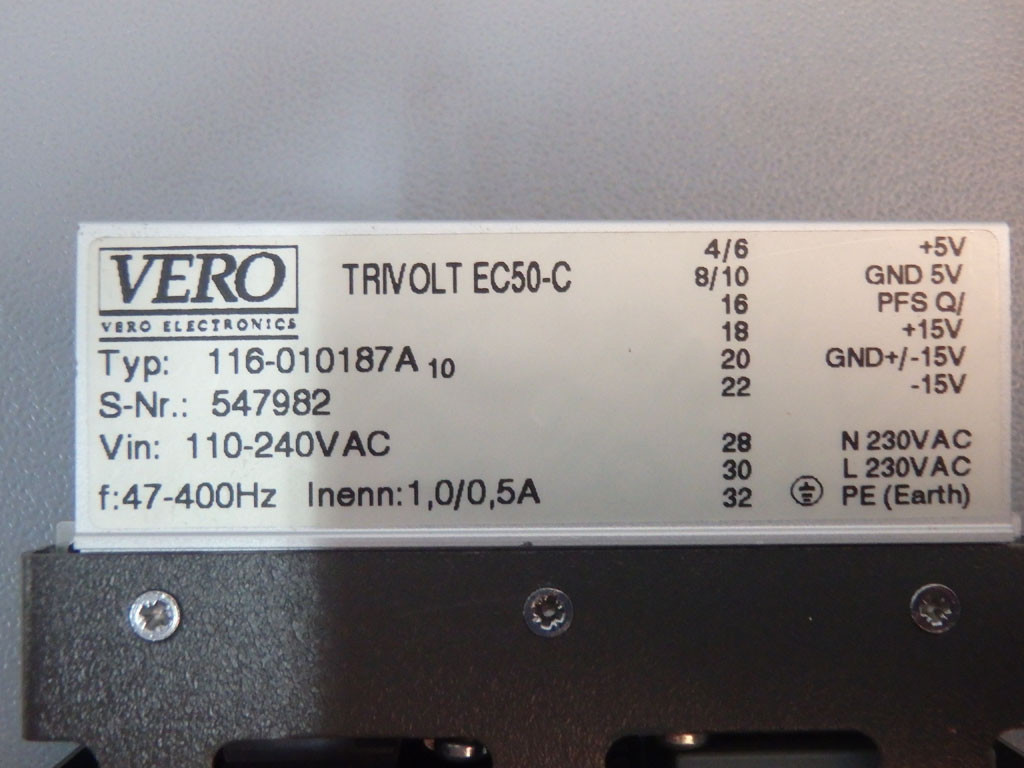 VERO
VERO ELECTRONICS
TRIVOLT EC50-C
Typ: 116-010187A 10
S-Nr.: 547982
Vin: 110-240VAC
f:47-400Hz Inenn:1,0/0,5A
4/6 +5V
8/10 GND 5V
16 PFS Q/
18 +15V
20 GND+/-15V
22 -15V
28 N 230VAC
30 L 230VAC
32 PE (Earth)